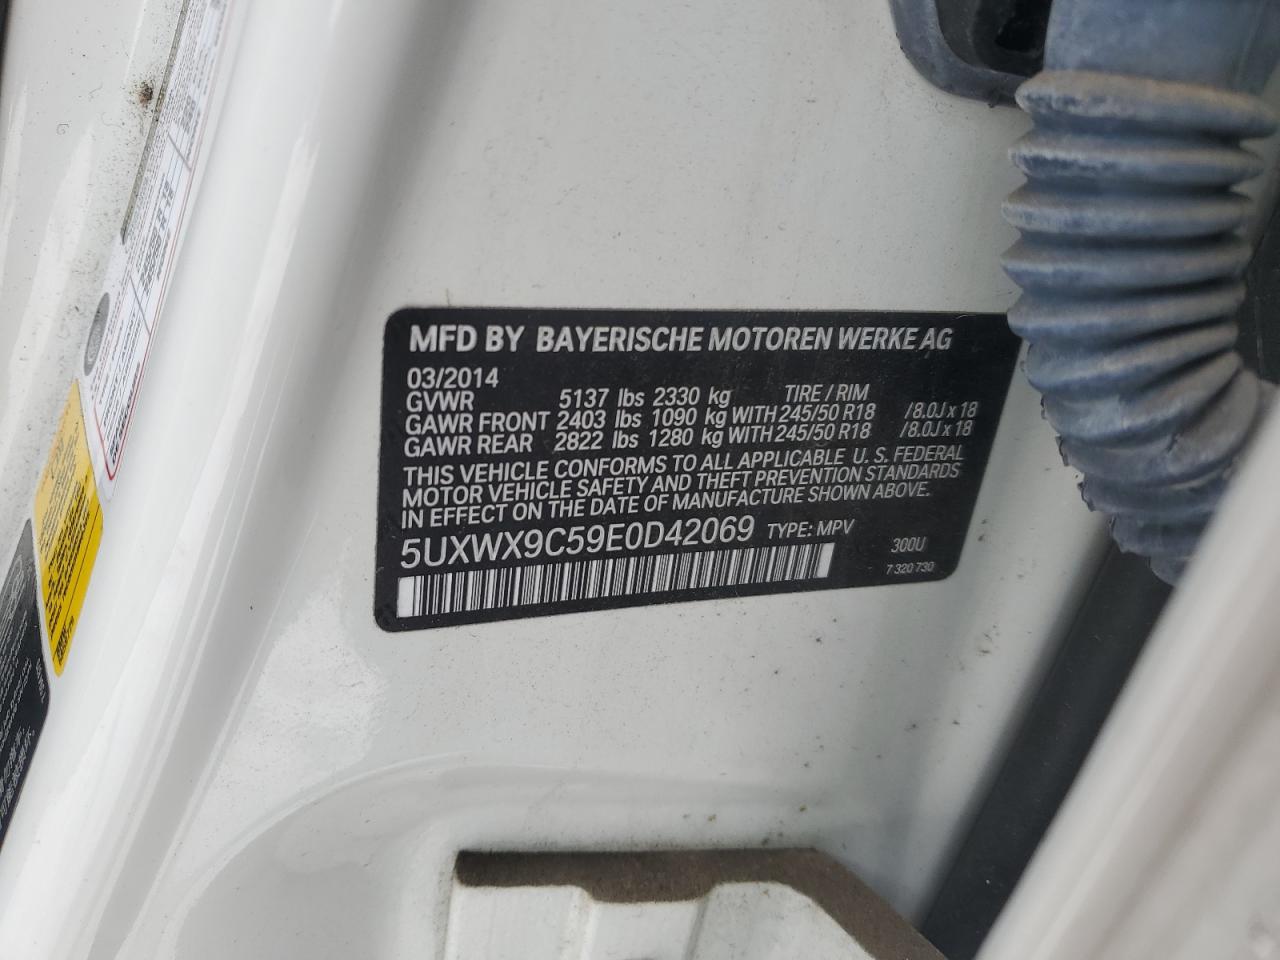 MFD BY BAYERISCHE MOTOREN WERKE AG
03/2014
GVWR 5137 lbs 2330 kg TIRE / RIM
GAWR FRONT 2403 lbs 1090 kg WITH 245/50 R18 /8.0J x 18
GAWR REAR 2822 lbs 1280 kg WITH 245/50 R18 /8.0J x 18
THIS VEHICLE CONFORMS TO ALL APPLICABLE U. S. FEDERAL
MOTOR VEHICLE SAFETY AND THEFT PREVENTION STANDARDS
IN EFFECT ON THE DATE OF MANUFACTURE SHOWN ABOVE.
5UXWX9C59E0D42069 TYPE: MPV
300U
7 320 730